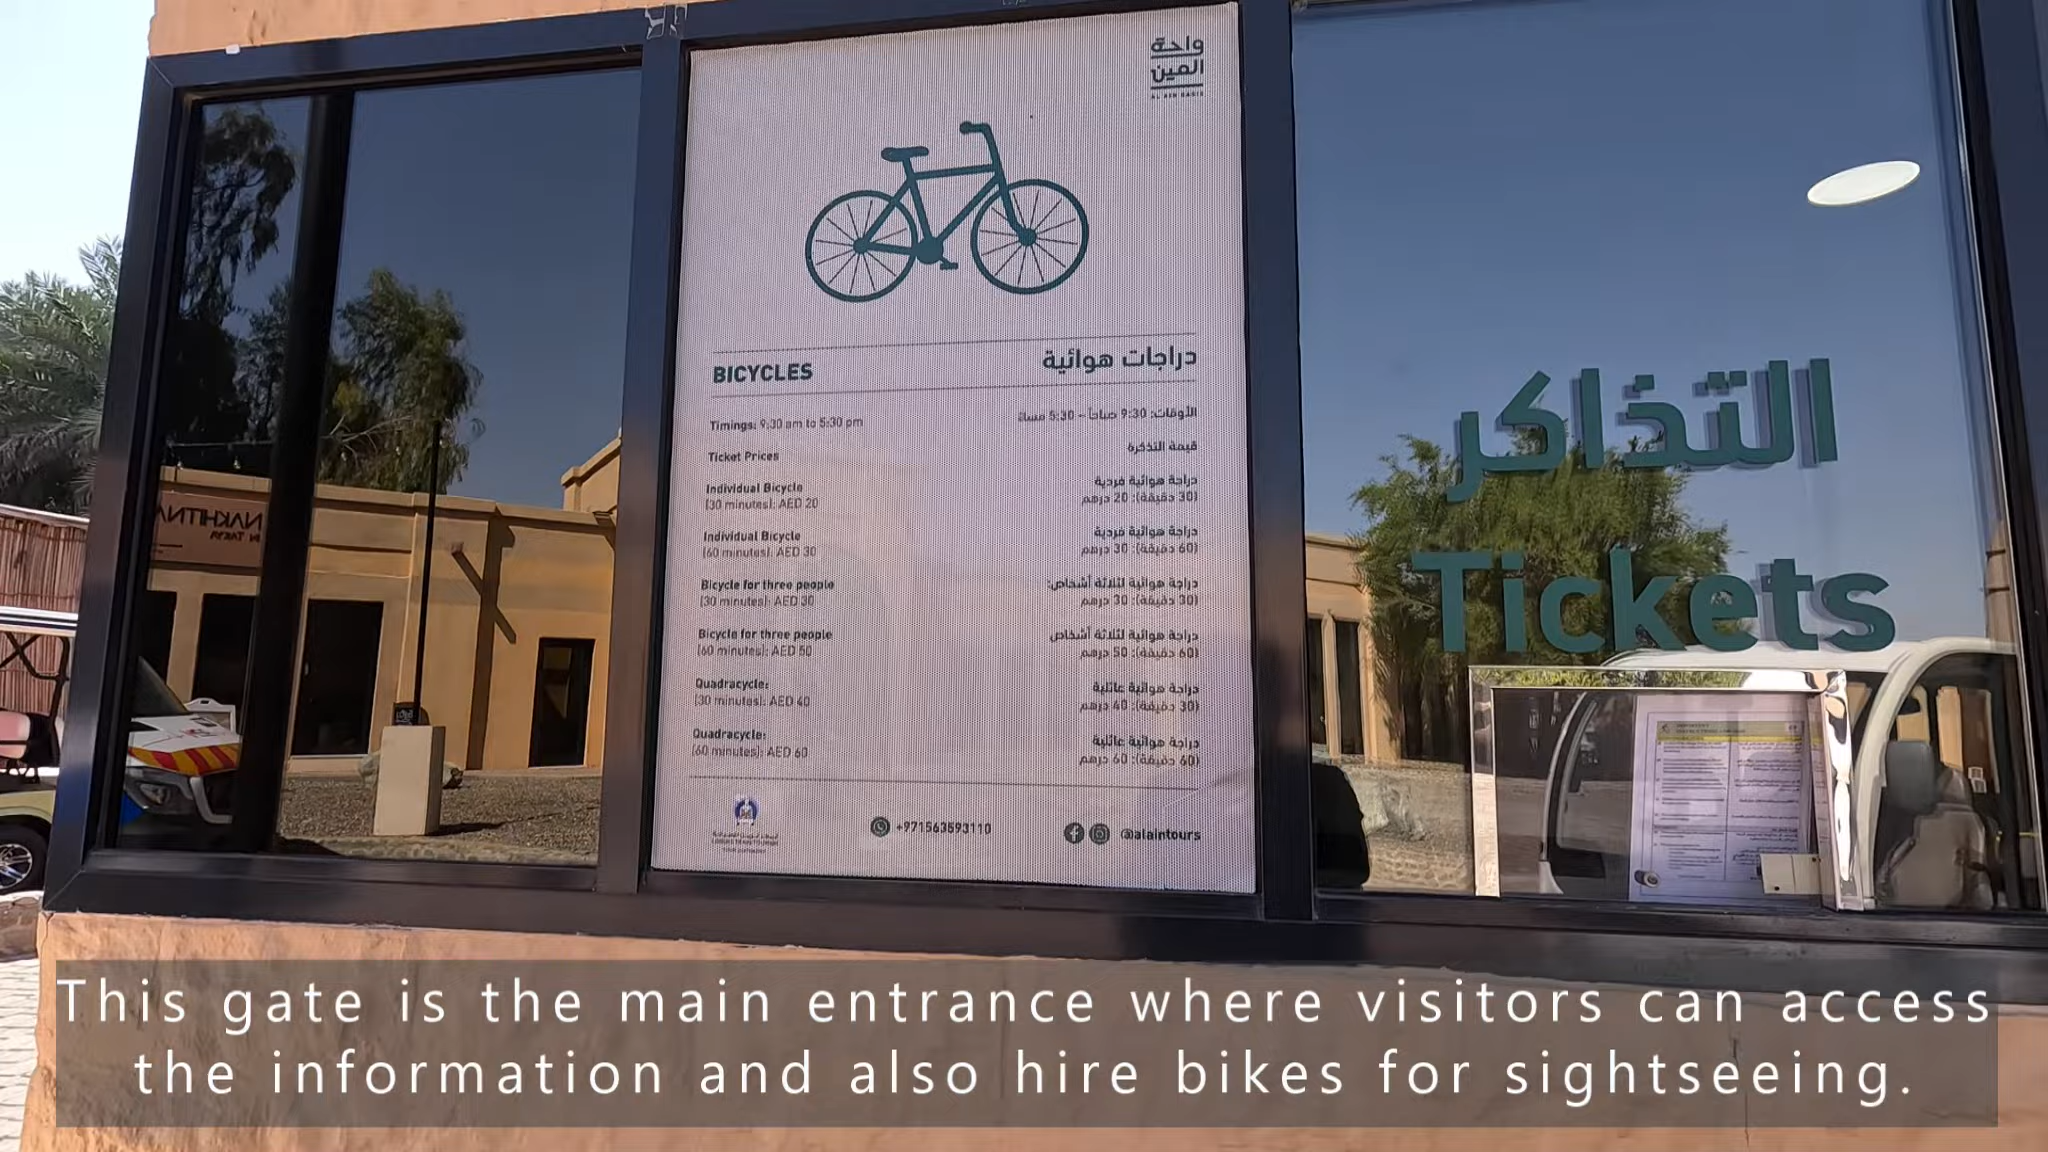 واحة
العين
AL AIN OASIS
BICYCLES
دراجات هوائية
Timings: 9:30 am to 5:30 pm
الأوقات: 9:30 صباحاً – 5:30 مساءً
Ticket Prices
قيمة التذكرة
Individual Bicycle
(30 minutes): AED 20
دراجة هوائية فردية
(30 دقيقة): 20 درهم
Individual Bicycle
(60 minutes): AED 30
دراجة هوائية فردية
(60 دقيقة): 30 درهم
Bicycle for three people
(30 minutes): AED 30
دراجة هوائية لثلاثة أشخاص:
(30 دقيقة): 30 درهم
Bicycle for three people
(60 minutes): AED 50
دراجة هوائية لثلاثة أشخاص
(60 دقيقة): 50 درهم
Quadracycle:
(30 minutes): AED 40
دراجة هوائية عائلية
(30 دقيقة): 40 درهم
Quadracycle:
(60 minutes): AED 60
دراجة هوائية عائلية
(60 دقيقة): 60 درهم
+971563593110
@alaintours
التذاكر
Tickets
This gate is the main entrance where visitors can access
the information and also hire bikes for sightseeing.